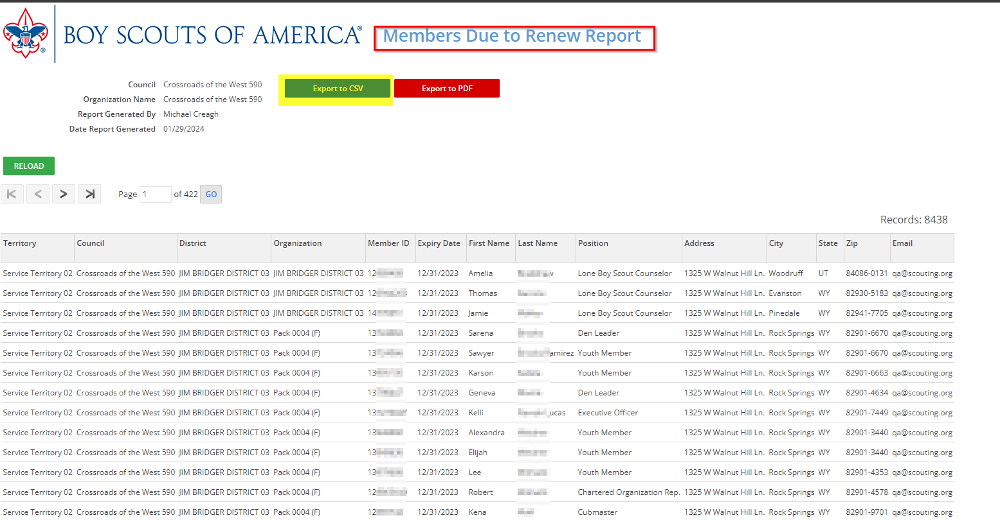 BOY SCOUTS OF AMERICA® Members Due to Renew Report
Council Crossroads of the West 590 Export to CSV Export to PDF
Organization Name Crossroads of the West 590
Report Generated By Michael Creagh
Date Report Generated 01/29/2024
RELOAD
Page 1 of 422 GO
Records: 8438
Territory Council District Organization Member ID Expiry Date First Name Last Name Position Address City State Zip Email
Service Territory 02 Crossroads of the West 590 JIM BRIDGER DISTRICT 03 JIM BRIDGER DISTRICT 03 12 12/31/2023 Amelia Lone Boy Scout Counselor 1325 W Walnut Hill Ln. Woodruff UT 84086-0131 qa@scouting.org
Service Territory 02 Crossroads of the West 590 JIM BRIDGER DISTRICT 03 JIM BRIDGER DISTRICT 03 12 12/31/2023 Thomas Lone Boy Scout Counselor 1325 W Walnut Hill Ln. Evanston WY 82930-5183 qa@scouting.org
Service Territory 02 Crossroads of the West 590 JIM BRIDGER DISTRICT 03 JIM BRIDGER DISTRICT 03 14 12/31/2023 Jamie Lone Boy Scout Counselor 1325 W Walnut Hill Ln. Pinedale WY 82941-7705 qa@scouting.org
Service Territory 02 Crossroads of the West 590 JIM BRIDGER DISTRICT 03 Pack 0004 (F) 13 12/31/2023 Sarena Den Leader 1325 W Walnut Hill Ln. Rock Springs WY 82901-6670 qa@scouting.org
Service Territory 02 Crossroads of the West 590 JIM BRIDGER DISTRICT 03 Pack 0004 (F) 13 12/31/2023 Sawyer amirez Youth Member 1325 W Walnut Hill Ln. Rock Springs WY 82901-6670 qa@scouting.org
Service Territory 02 Crossroads of the West 590 JIM BRIDGER DISTRICT 03 Pack 0004 (F) 13 12/31/2023 Karson Youth Member 1325 W Walnut Hill Ln. Rock Springs WY 82901-6663 qa@scouting.org
Service Territory 02 Crossroads of the West 590 JIM BRIDGER DISTRICT 03 Pack 0004 (F) 13 12/31/2023 Geneva Den Leader 1325 W Walnut Hill Ln. Rock Springs WY 82901-4634 qa@scouting.org
Service Territory 02 Crossroads of the West 590 JIM BRIDGER DISTRICT 03 Pack 0004 (F) 13 12/31/2023 Kelli ucas Executive Officer 1325 W Walnut Hill Ln. Rock Springs WY 82901-7449 qa@scouting.org
Service Territory 02 Crossroads of the West 590 JIM BRIDGER DISTRICT 03 Pack 0004 (F) 13 12/31/2023 Alexandra Youth Member 1325 W Walnut Hill Ln. Rock Springs WY 82901-3440 qa@scouting.org
Service Territory 02 Crossroads of the West 590 JIM BRIDGER DISTRICT 03 Pack 0004 (F) 13 12/31/2023 Elijah Youth Member 1325 W Walnut Hill Ln. Rock Springs WY 82901-3440 qa@scouting.org
Service Territory 02 Crossroads of the West 590 JIM BRIDGER DISTRICT 03 Pack 0004 (F) 13 12/31/2023 Lee Youth Member 1325 W Walnut Hill Ln. Rock Springs WY 82901-4353 qa@scouting.org
Service Territory 02 Crossroads of the West 590 JIM BRIDGER DISTRICT 03 Pack 0004 (F) 12 12/31/2023 Robert Chartered Organization Rep. 1325 W Walnut Hill Ln. Rock Springs WY 82901-4578 qa@scouting.org
Service Territory 02 Crossroads of the West 590 JIM BRIDGER DISTRICT 03 Pack 0004 (F) 12 12/31/2023 Kena Cubmaster 1325 W Walnut Hill Ln. Rock Springs WY 82901-9701 qa@scouting.org